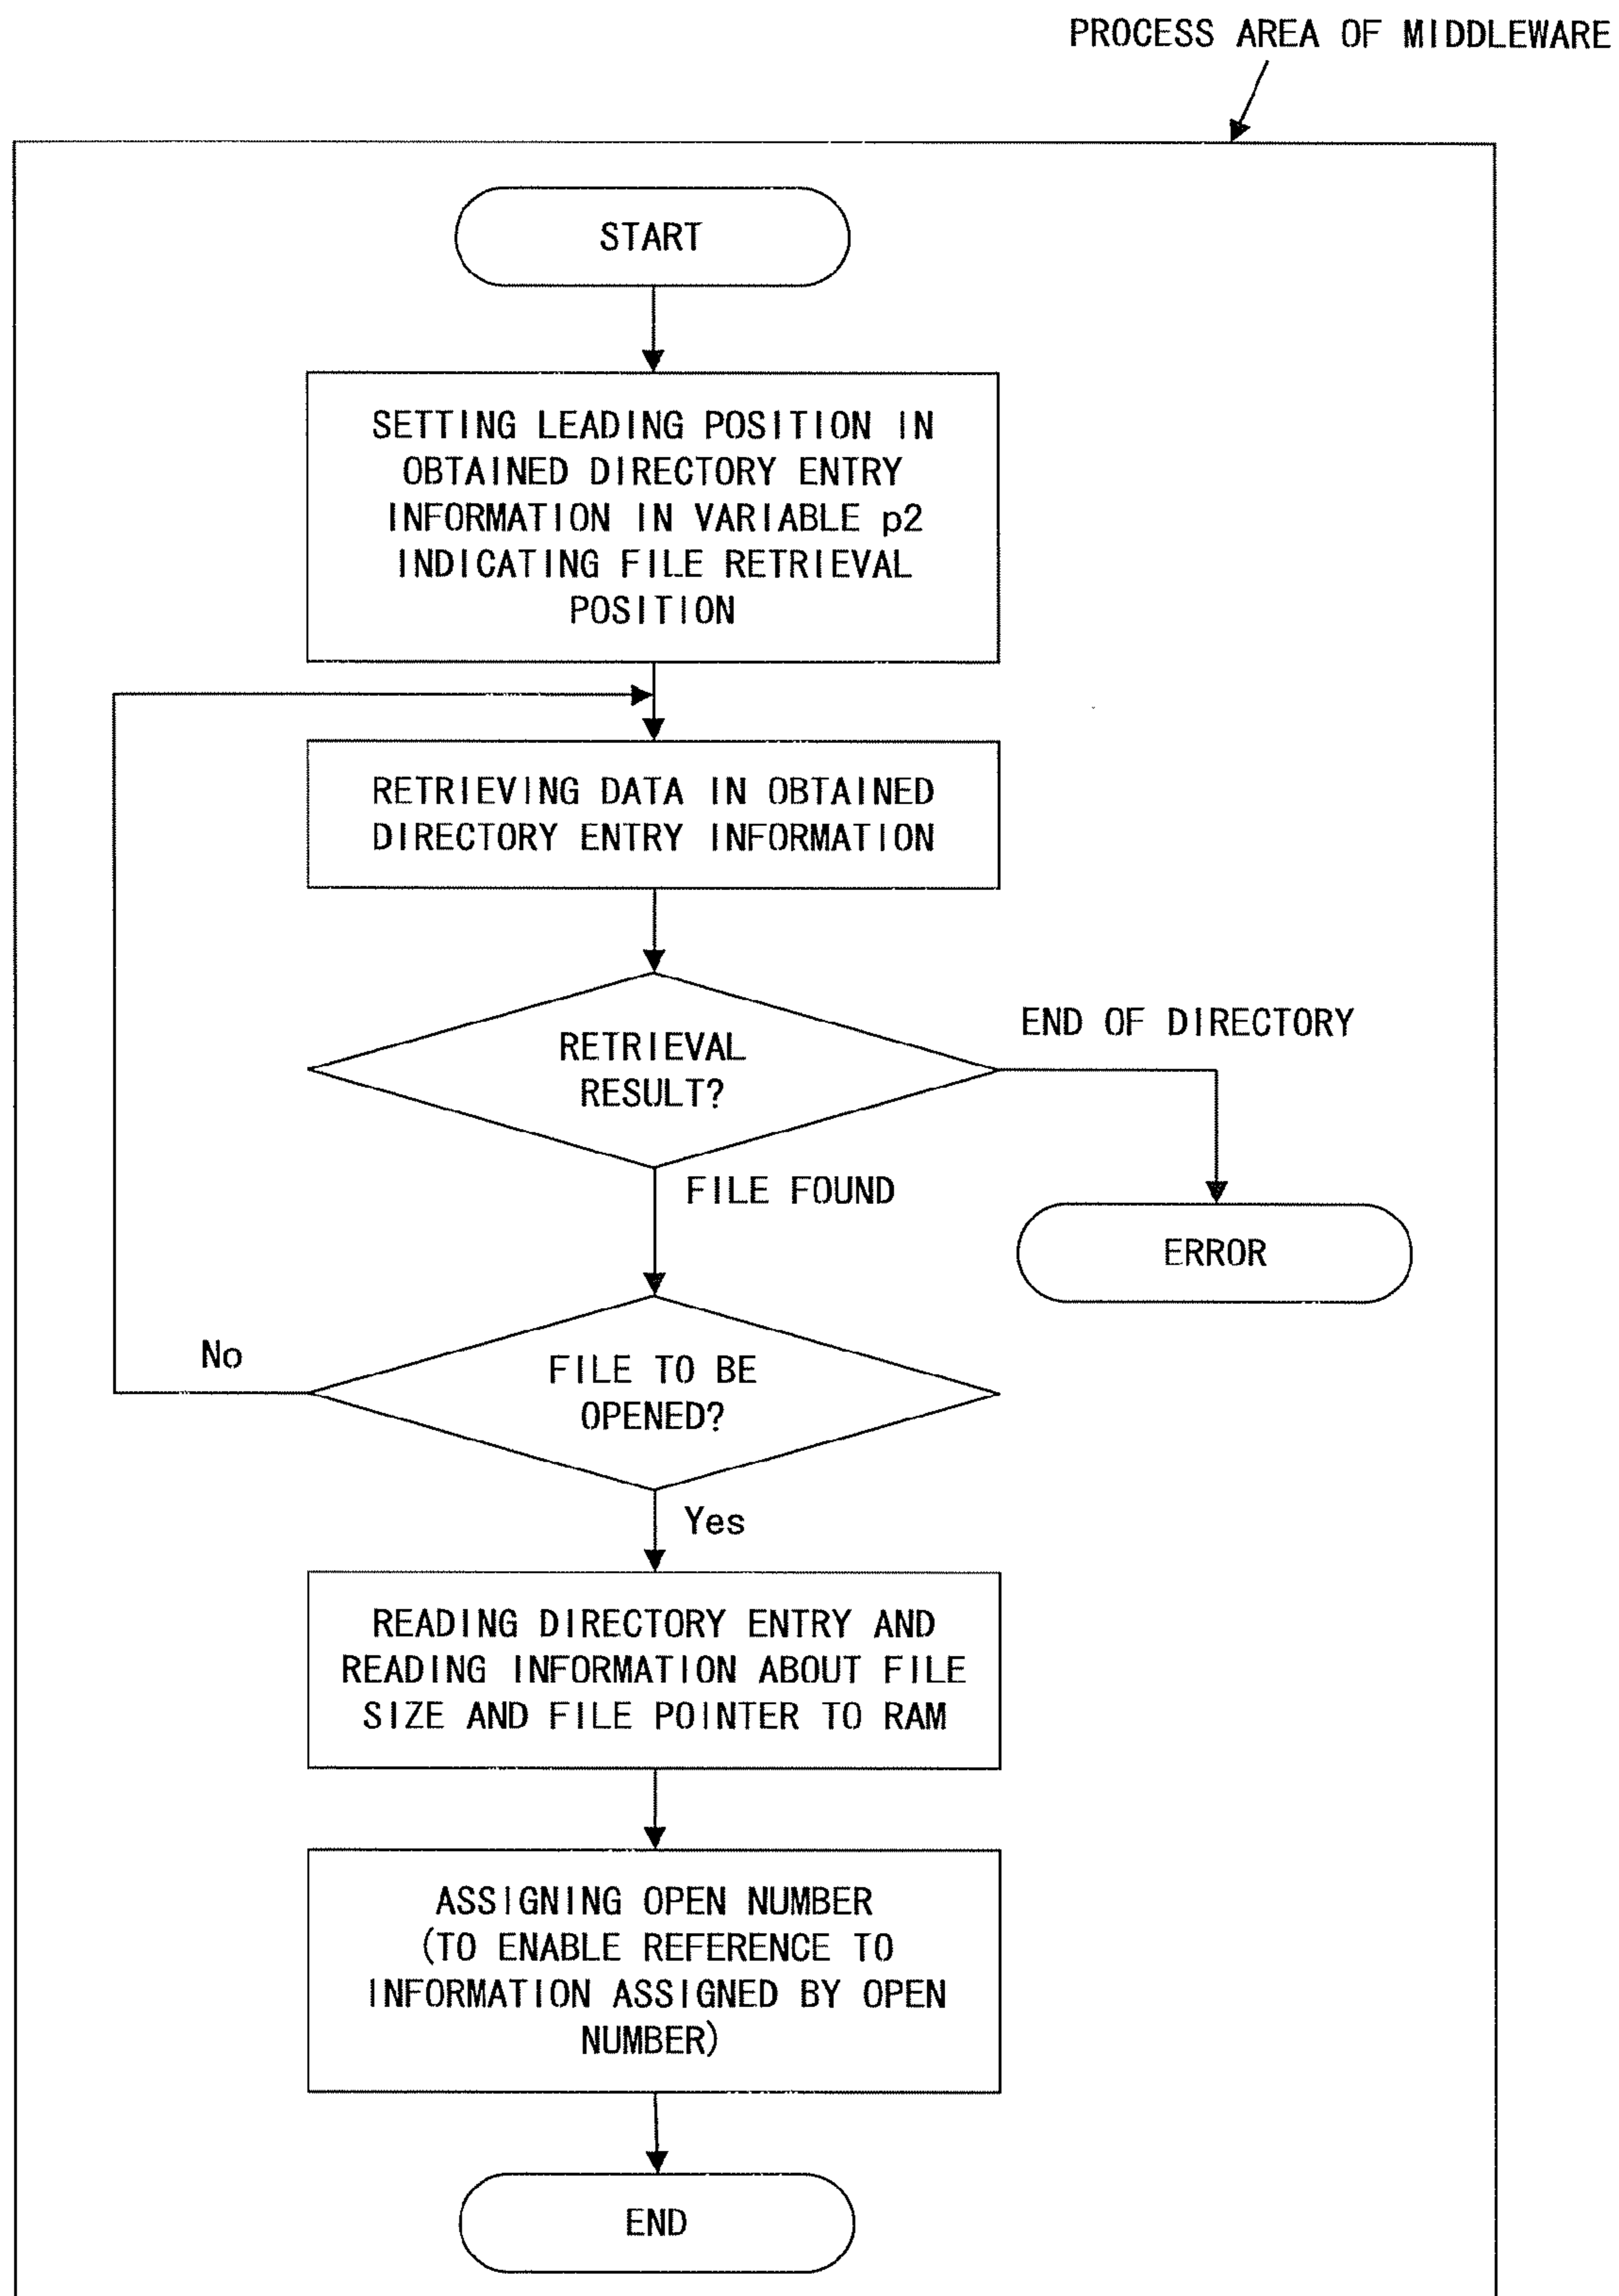 PROCESS AREA OF MIDDLEWARE
START
SETTING LEADING POSITION IN
OBTAINED DIRECTORY ENTRY
INFORMATION IN VARIABLE p2
INDICATING FILE RETRIEVAL
POSITION
RETRIEVING DATA IN OBTAINED
DIRECTORY ENTRY INFORMATION
RETRIEVAL
RESULT?
END OF DIRECTORY
FILE FOUND
ERROR
No
FILE TO BE
OPENED?
Yes
READING DIRECTORY ENTRY AND
READING INFORMATION ABOUT FILE
SIZE AND FILE POINTER TO RAM
ASSIGNING OPEN NUMBER
(TO ENABLE REFERENCE TO
INFORMATION ASSIGNED BY OPEN
NUMBER)
END